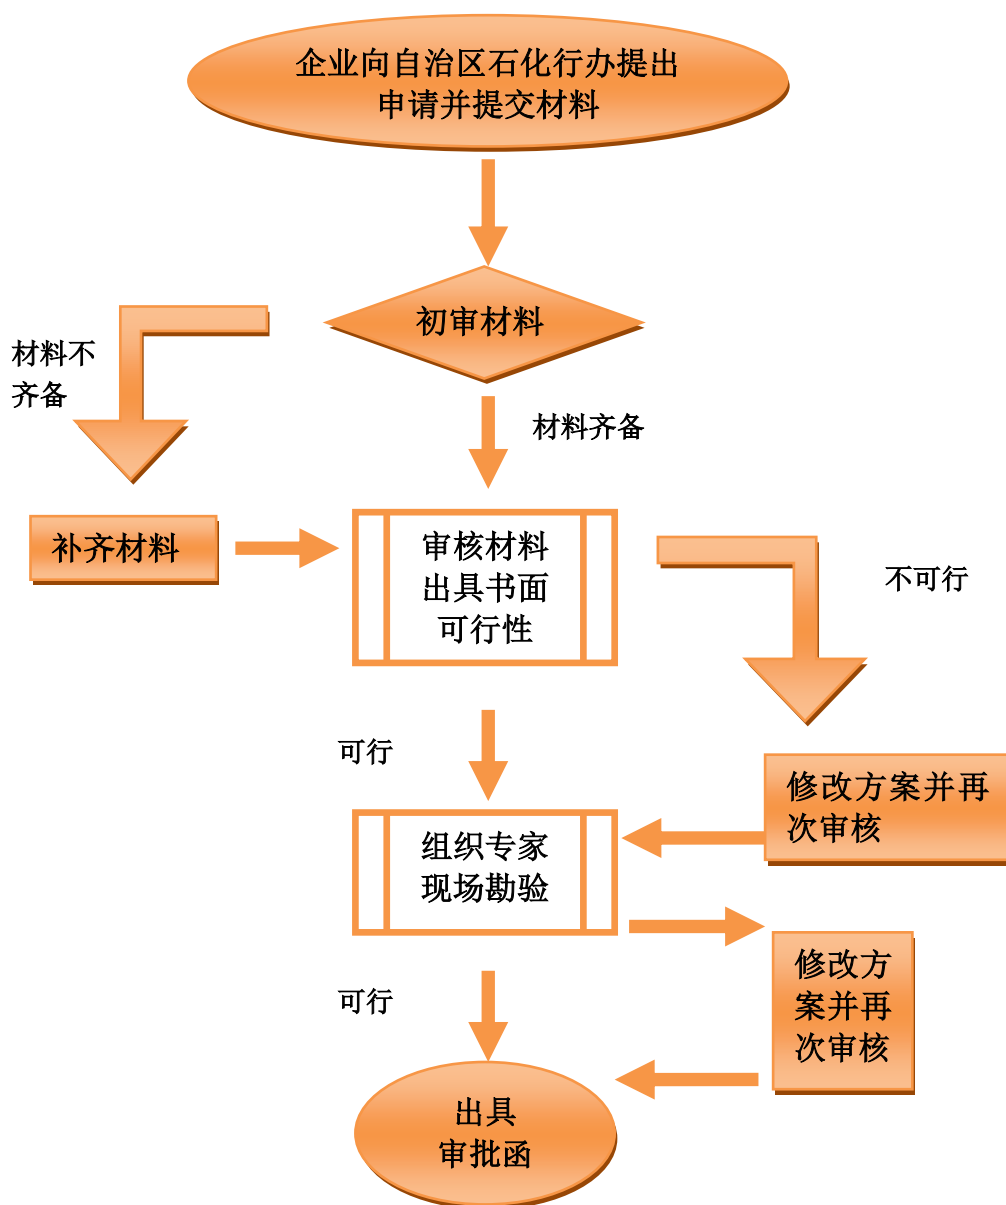 企业向自治区石化行办提出
申请并提交材料
初审材料
材料不
齐备
材料齐备
补齐材料
审核材料
出具书面
可行性
不可行
可行
修改方案并再
次审核
组织专家
现场勘验
修改方
案并再
次审核
可行
出具
审批函